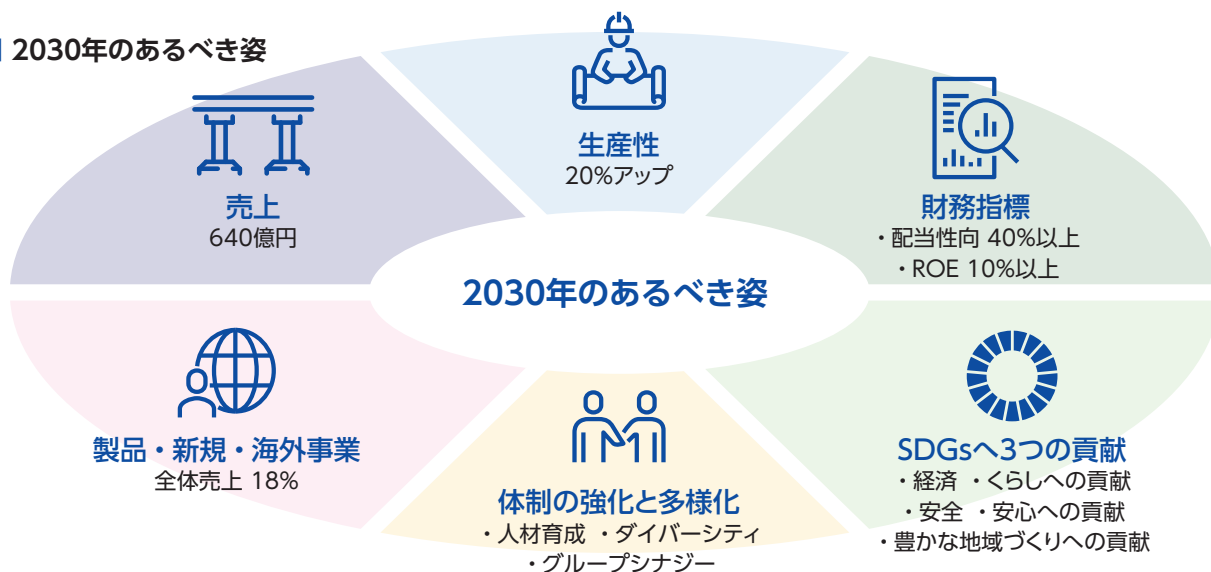 2030年のあるべき姿
生産性
20%アップ
売上
640億円
財務指標
・配当性向 40%以上
・ROE 10%以上
2030年のあるべき姿
製品・新規・海外事業
全体売上 18%
体制の強化と多様化
・人材育成 ・ダイバーシティ
・グループシナジー
SDGsへ3つの貢献
・経済 ・くらしへの貢献
・安全 ・安心への貢献
・豊かな地域づくりへの貢献